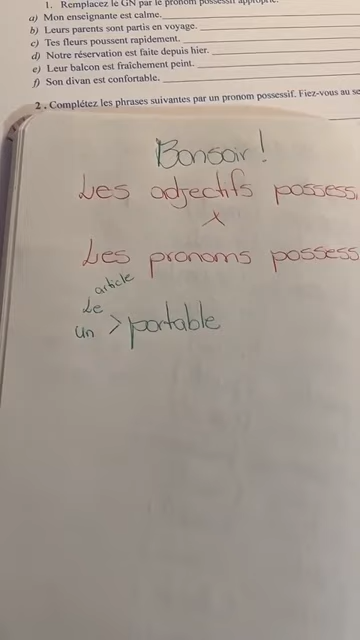 1. Remplacez le GN par le pronom possessif approprié.
a) Mon enseignante est calme.
b) Leurs parents sont partis en voyage.
c) Tes fleurs poussent rapidement.
d) Notre réservation est faite depuis hier.
e) Leur balcon est fraîchement peint.
f) Son divan est confortable.
2. Complétez les phrases suivantes par un pronom possessif. Fiez-vous au se
Bonsoir!
Les adjectifs possess
x
Les pronoms possess
article
Le
un > portable